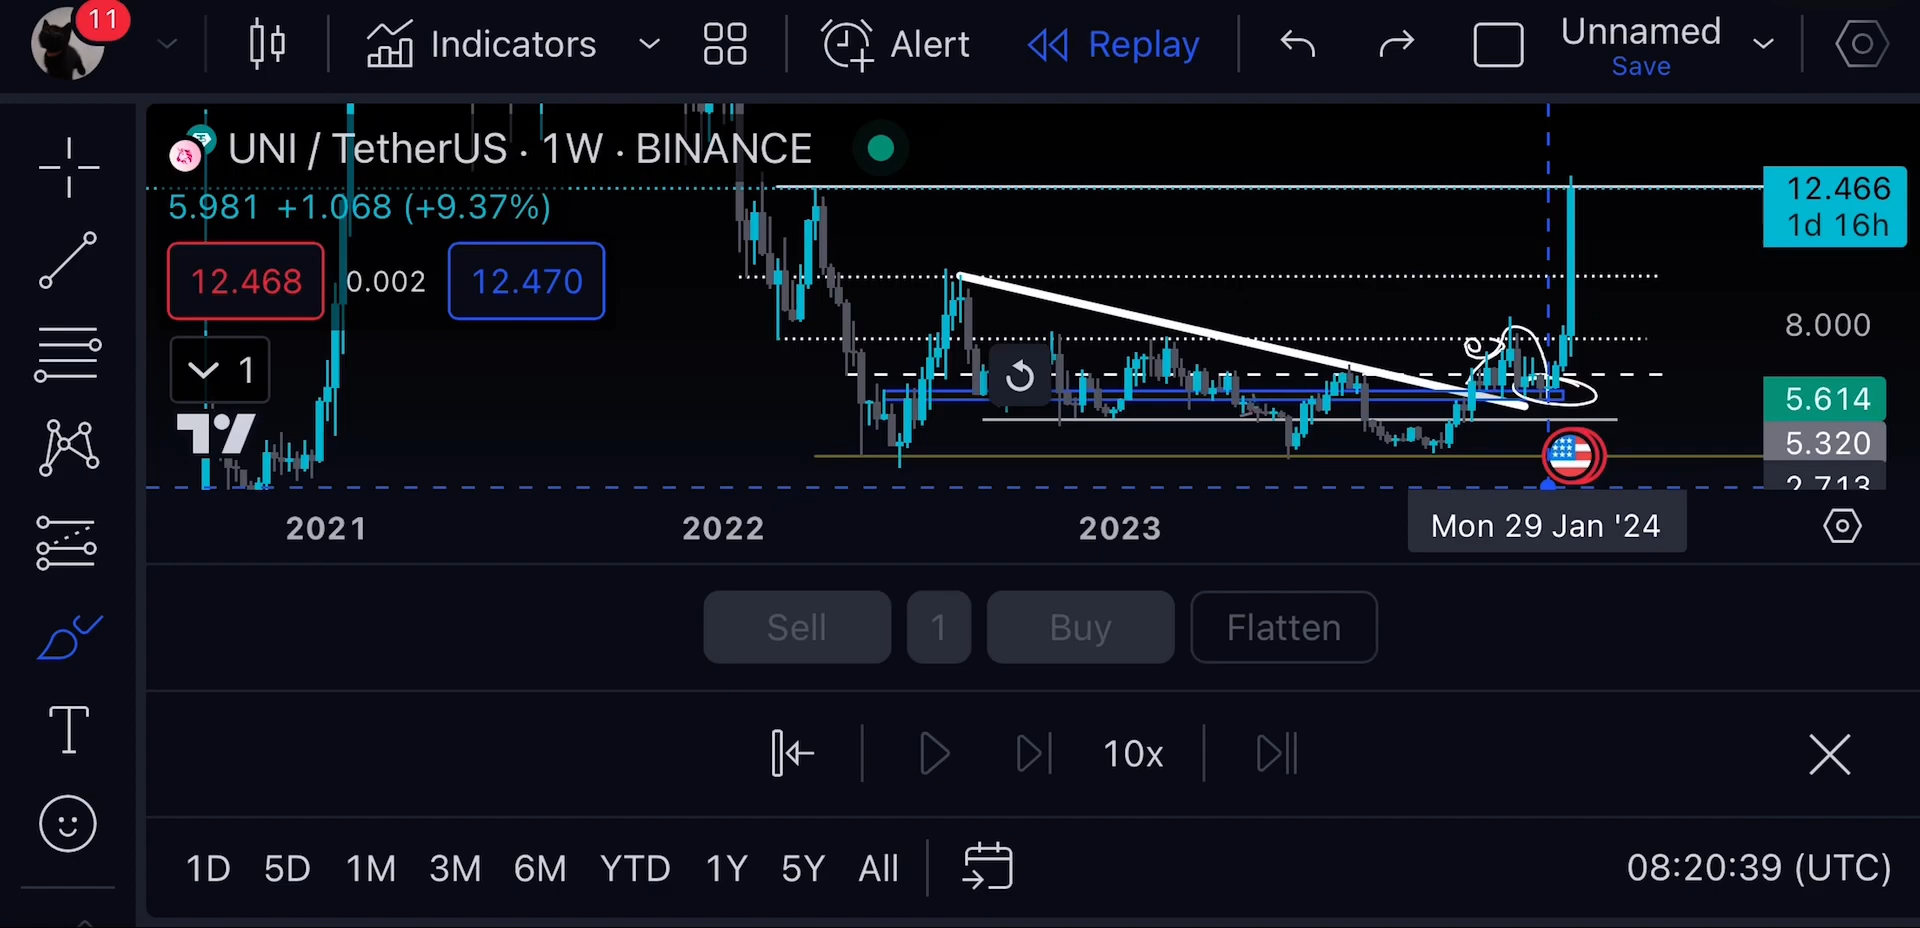 11
Indicators
Alert
Replay
Unnamed
Save
UNI / TetherUS · 1W · BINANCE
5.981 +1.068 (+9.37%)
12.468 0.002 12.470
1
12.466
1d 16h
8.000
5.614
5.320
2.713
2021 2022 2023 Mon 29 Jan '24
Sell 1 Buy Flatten
10x
1D 5D 1M 3M 6M YTD 1Y 5Y All
08:20:39 (UTC)